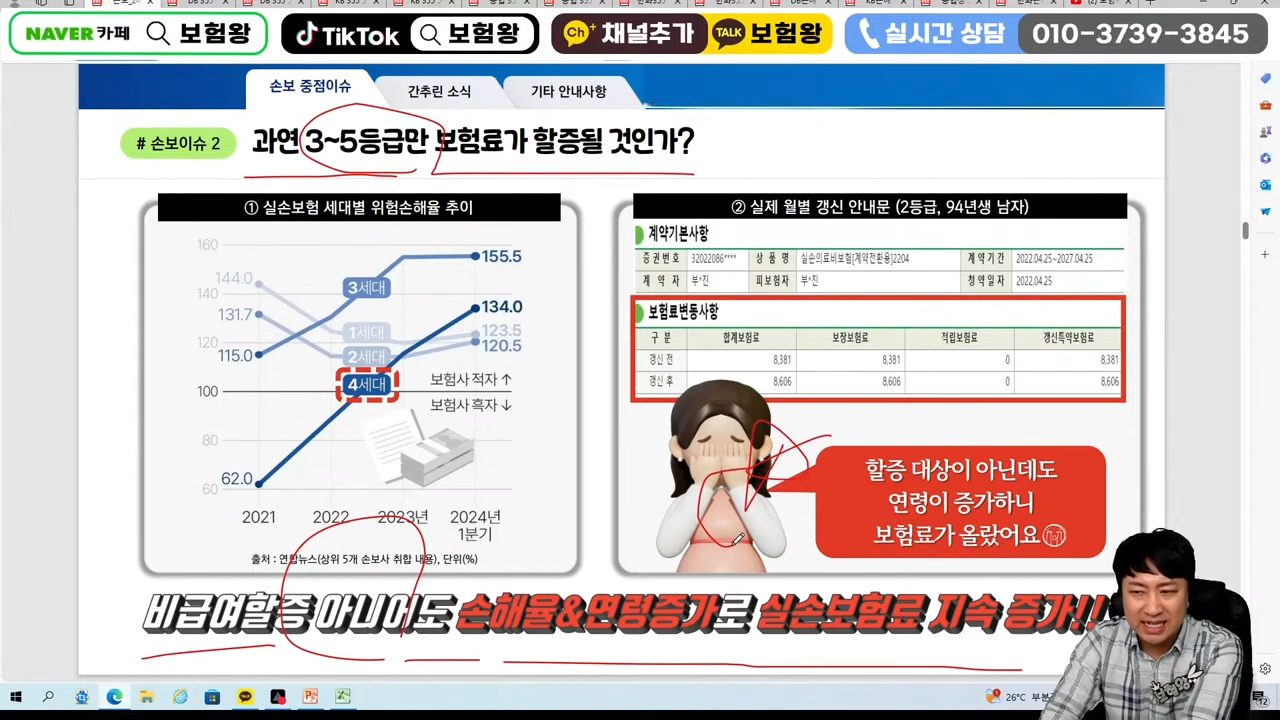 NAVER 카페 보험왕
TikTok 보험왕
Ch+ 채널추가 TALK 보험왕
실시간 상담 010-3739-3845
손보 중점이슈
간추린 소식
기타 안내사항
# 손보이슈 2
과연 3~5등급만 보험료가 할증될 것인가?
① 실손보험 세대별 위험손해율 추이
160
144.0
140
131.7
120
115.0
100
80
62.0
60
155.5
134.0
123.5
120.5
3세대
1세대
2세대
4세대
보험사 적자 ↑
보험사 흑자 ↓
2021 2022 2023년 2024년
1분기
출처 : 연합뉴스(상위 5개 손보사 취합 내용), 단위(%)
② 실제 월별 갱신 안내문 (2등급, 94년생 남자)
계약기본사항
증권번호 32022086**** 상품명 실손의료비보험[계약전환용]2204 계약기간 2022.04.25~2027.04.25
계약자 부*진 피보험자 부*진 청약일자 2022.04.25
보험료변동사항
구분 합계보험료 보장보험료 적립보험료 갱신특약보험료
갱신 전 8,381 8,381 0 8,381
갱신 후 8,606 8,606 0 8,606
할증 대상이 아닌데도
연령이 증가하니
보험료가 올랐어요
비급여할증 아니어도 손해율&연령증가로 실손보험료 지속 증가!!
보험왕
26°C